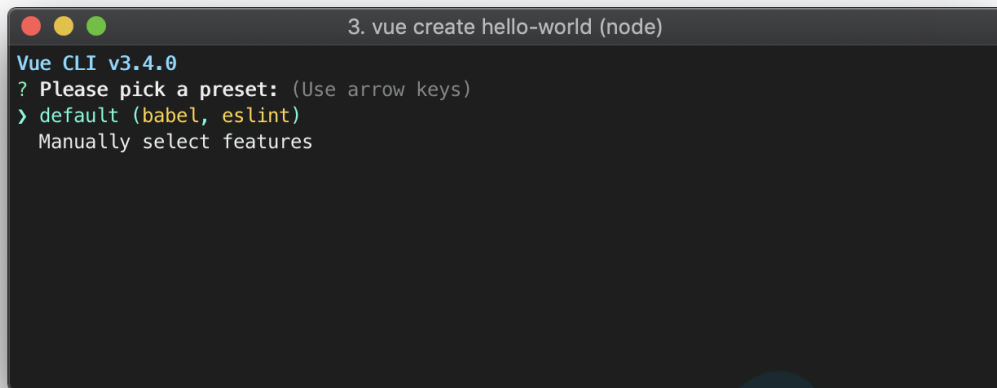 3. vue create hello-world (node)
Vue CLI v3.4.0
? Please pick a preset: (Use arrow keys)
❯ default (babel, eslint)
  Manually select features